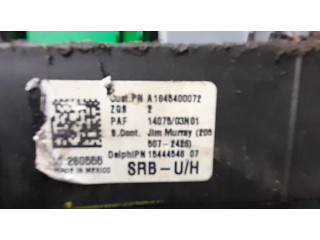 Cust.PN A1645400072
ZGS 2
PAF 14075/03N01
S.Cont. Jim Murray (205
507-2426)
DelphiPN 15444546 07
260555 SRB-U/H
MADE IN MEXICO